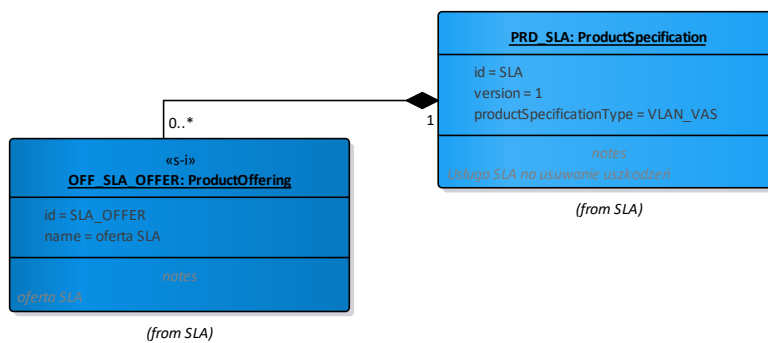 PRD_SLA: ProductSpecification
id = SLA
version = 1
productSpecificationType = VLAN_VAS
notes
Usługa SLA na usuwanie uszkodzeń
(from SLA)
1
0..*
«s-i»
OFF_SLA_OFFER: ProductOffering
id = SLA_OFFER
name = oferta SLA
notes
oferta SLA
(from SLA)